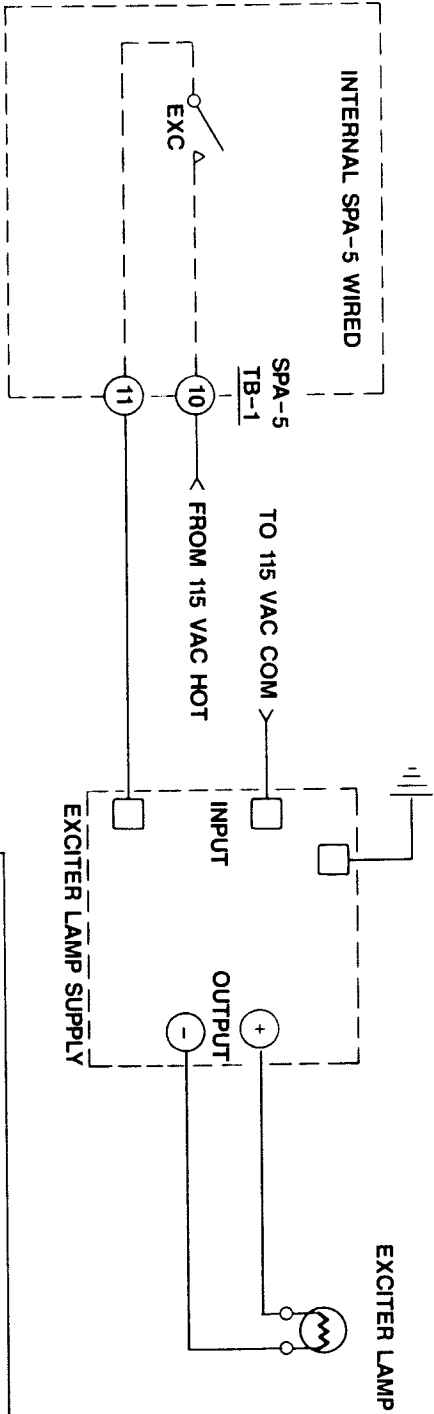 INTERNAL SPA-5 WIRED
EXC
SPA-5
TB-1
10
11
TO 115 VAC COM
FROM 115 VAC HOT
INPUT
OUTPUT
+
-
EXCITER LAMP SUPPLY
EXCITER LAMP